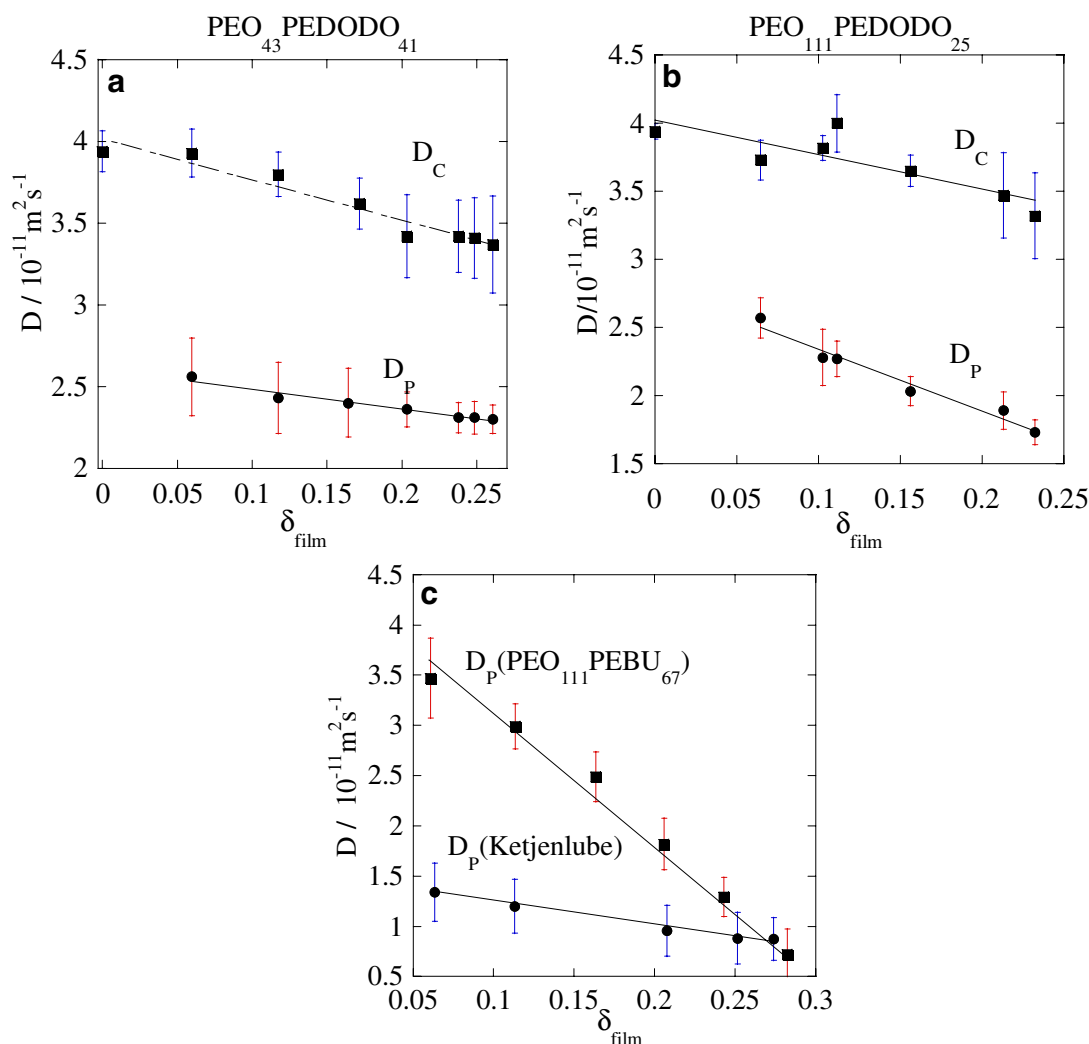 PEO43PEDODO41
a
4.5
4
3.5
3
2.5
2
D / 10-11m2s-1
DC
DP
0 0.05 0.1 0.15 0.2 0.25
δfilm
PEO111PEDODO25
b
4.5
4
3.5
3
2.5
2
1.5
D/10-11m2s-1
DC
DP
0 0.05 0.1 0.15 0.2 0.25
δfilm
c
4.5
4
3.5
3
2.5
2
1.5
1
0.5
D / 10-11m2s-1
DP(PEO111PEBU67)
DP(Ketjenlube)
0.05 0.1 0.15 0.2 0.25 0.3
δfilm